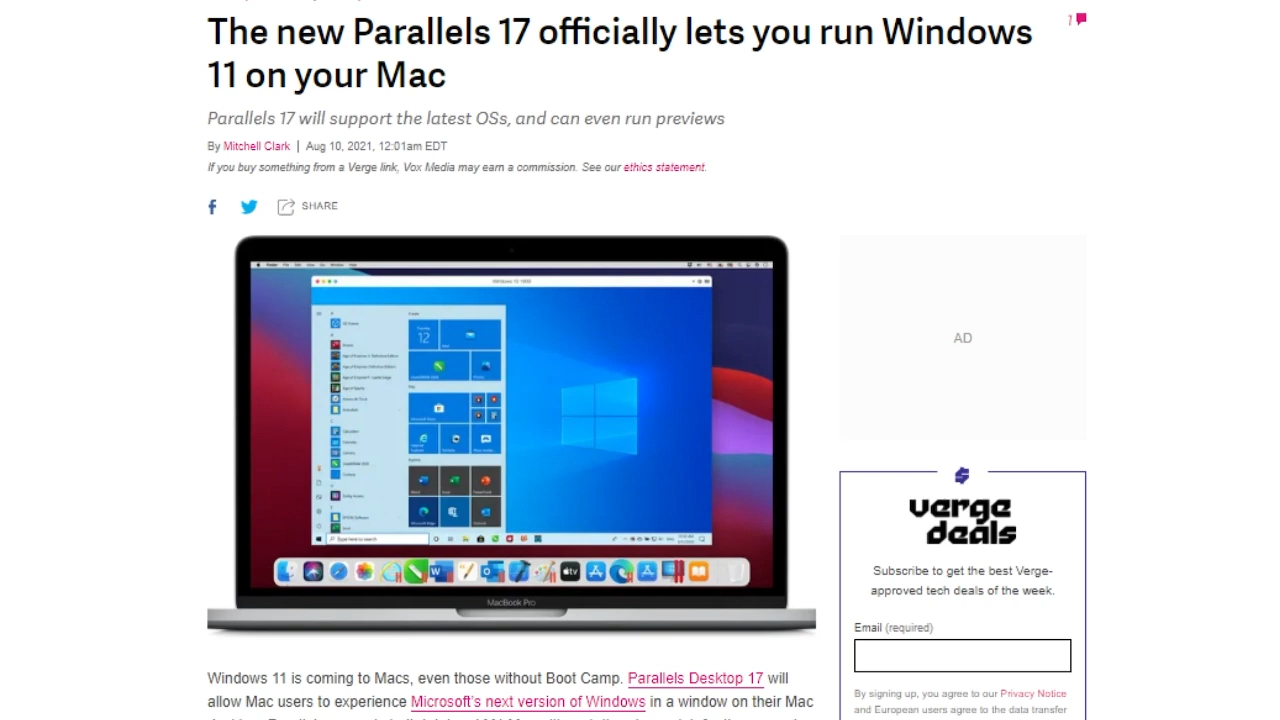 The new Parallels 17 officially lets you run Windows
11 on your Mac
1
Parallels 17 will support the latest OSs, and can even run previews
By Mitchell Clark | Aug 10, 2021, 12:01am EDT
If you buy something from a Verge link, Vox Media may earn a commission. See our ethics statement.
SHARE
12
Type here to search
MacBook Pro
AD
verge
deals
Subscribe to get the best Verge-
approved tech deals of the week.
Email (required)
By signing up, you agree to our Privacy Notice
and European users agree to the data transfer
Windows 11 is coming to Macs, even those without Boot Camp. Parallels Desktop 17 will
allow Mac users to experience Microsoft's next version of Windows in a window on their Mac